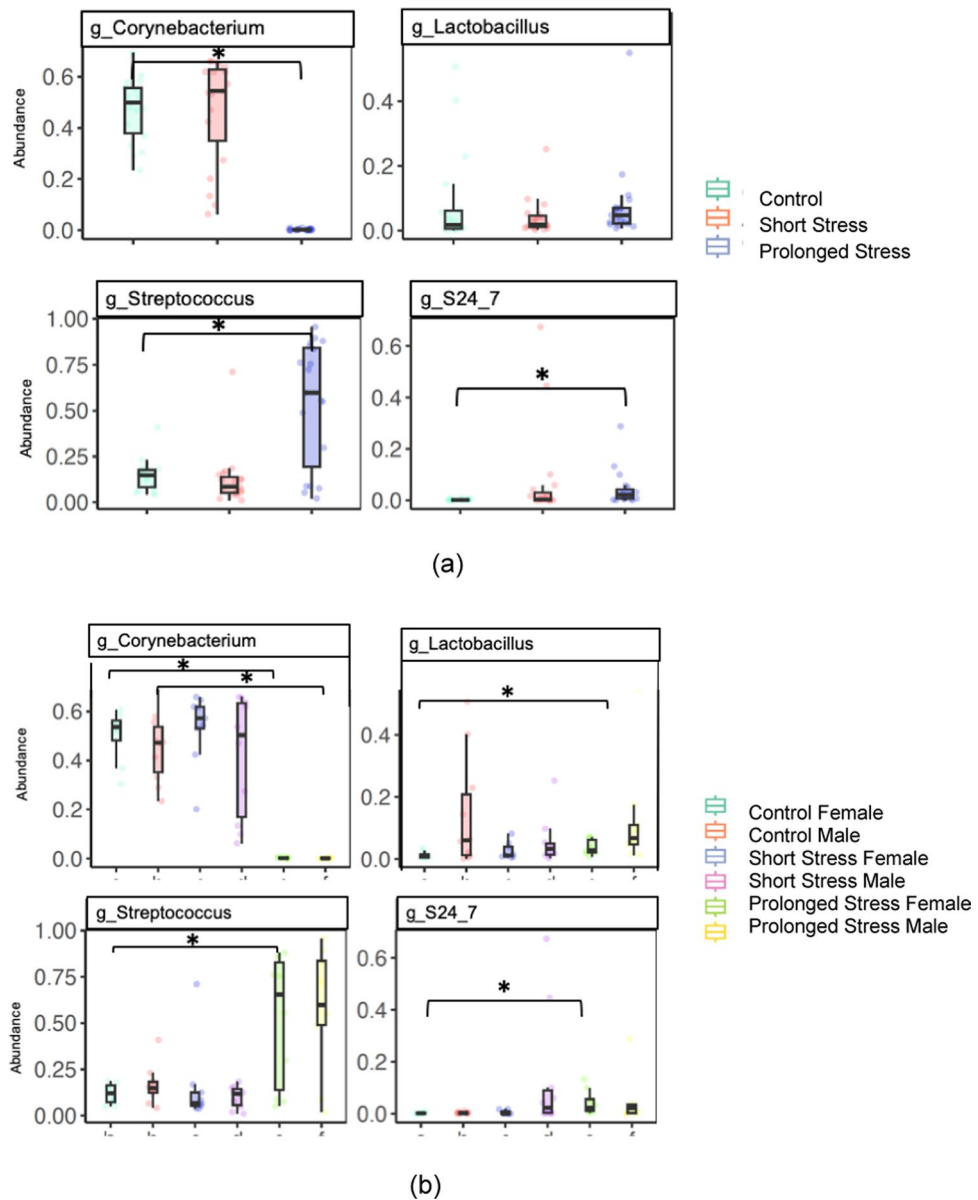 g_Corynebacterium
g_Lactobacillus
*
Abundance
0.6
0.4
0.2
0.0
0.4
0.2
0.0
Control
Short Stress
Prolonged Stress
g_Streptococcus
g_S24_7
*
*
Abundance
1.00
0.75
0.50
0.25
0.00
0.6
0.4
0.2
0.0
(a)
g_Corynebacterium
g_Lactobacillus
*
*
*
Abundance
0.6
0.4
0.2
0.0
0.4
0.2
0.0
Control Female
Control Male
Short Stress Female
Short Stress Male
Prolonged Stress Female
Prolonged Stress Male
g_Streptococcus
g_S24_7
*
*
Abundance
1.00
0.75
0.50
0.25
0.00
0.6
0.4
0.2
0.0
(b)